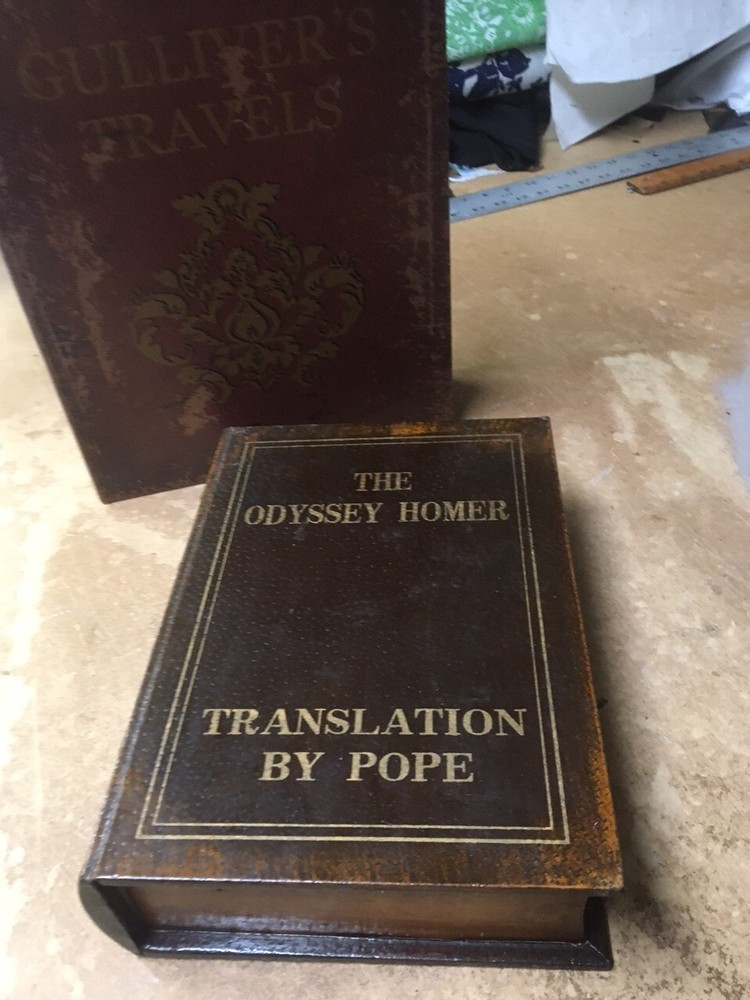 GULLIVER'S
TRAVELS
THE
ODYSSEY HOMER
TRANSLATION
BY POPE